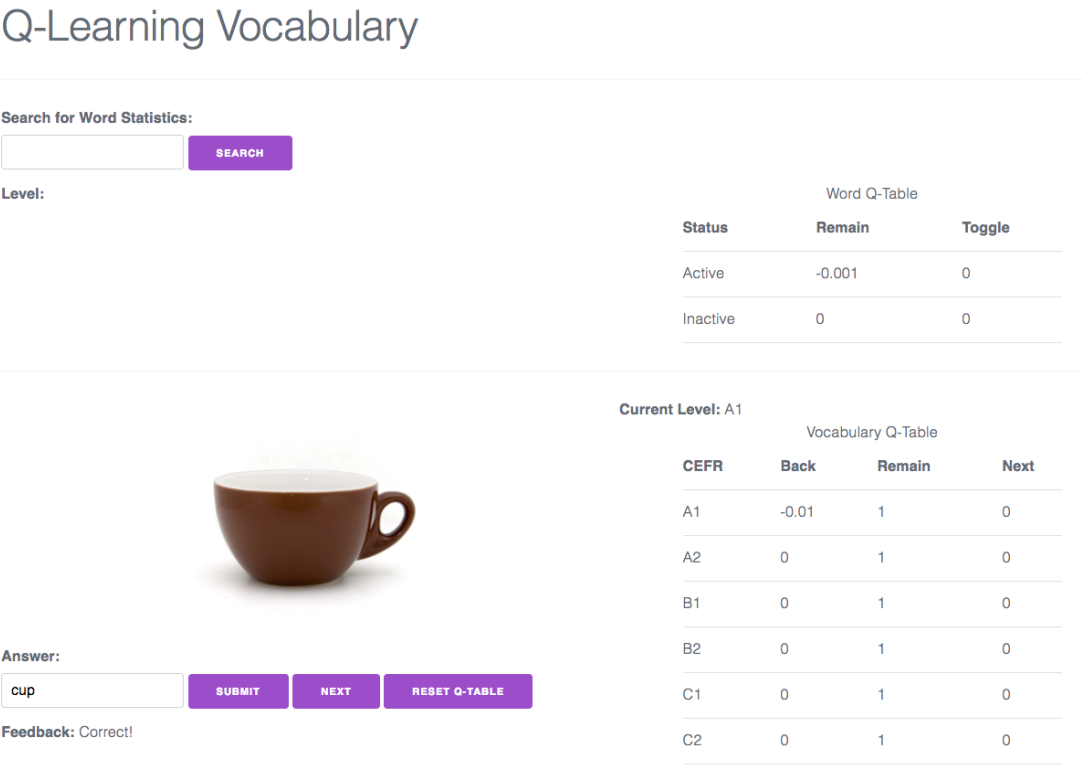 Q-Learning Vocabulary
Search for Word Statistics:
SEARCH
Level:
Word Q-Table
Status Remain Toggle
Active -0.001 0
Inactive 0 0
Current Level: A1
Vocabulary Q-Table
CEFR Back Remain Next
A1 -0.01 1 0
A2 0 1 0
B1 0 1 0
B2 0 1 0
C1 0 1 0
C2 0 1 0
Answer:
cup SUBMIT NEXT RESET Q-TABLE
Feedback: Correct!